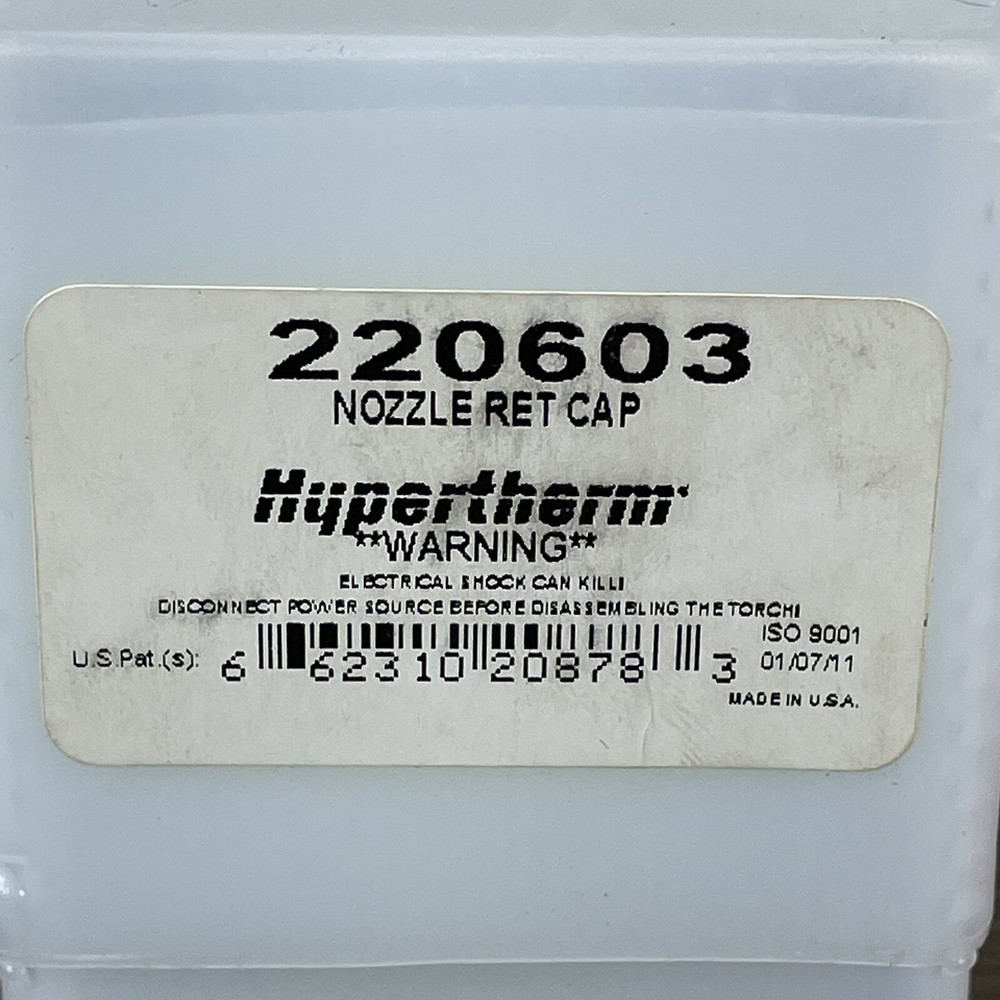 220603
NOZZLE RET CAP
Hypertherm
**WARNING**
ELECTRICAL SHOCK CAN KILL!
DISCONNECT POWER SOURCE BEFORE DISASSEMBLING THE TORCH!
ISO 9001
U.S.Pat.(s): 6 62310 20878 3 01/07/11
MADE IN U.S.A.